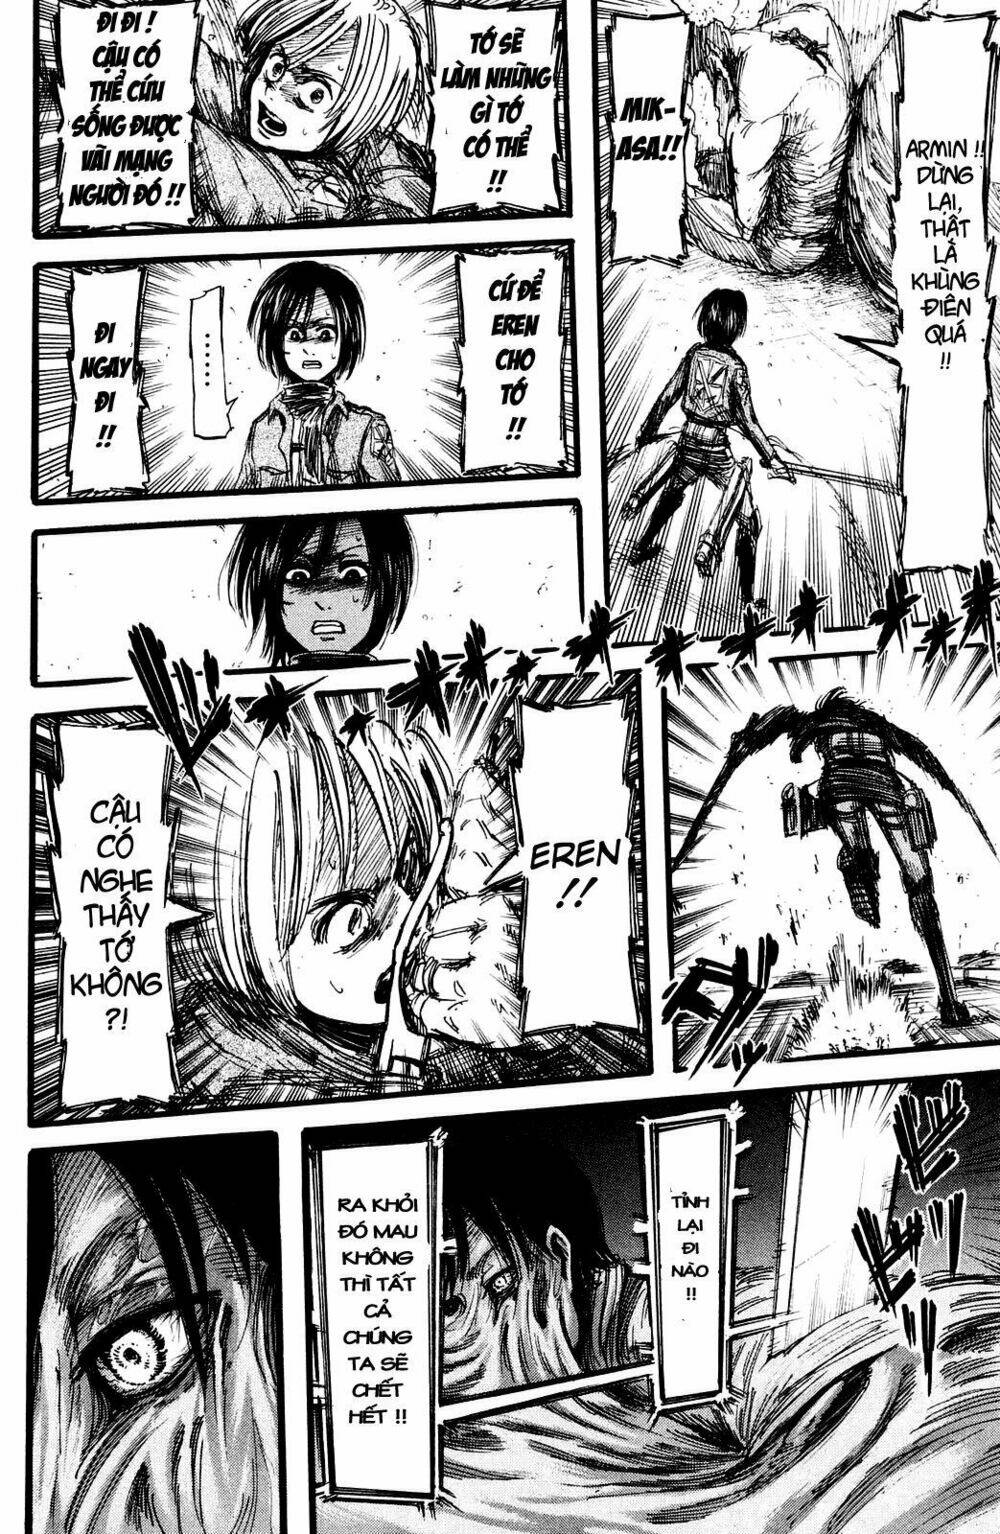 ARMIN !!
DỪNG
LẠI,
THẬT
LÀ
KHÙNG
ĐIÊN
QUÁ
!!
MIK-
ASA!!
TỚ SẼ
LÀM NHỮNG
GÌ TỚ
CÓ THỂ
!!
ĐI ĐI !
CẬU CÓ
THỂ CỨU
SỐNG ĐƯỢC
VÀI MẠNG
NGƯỜI ĐÓ !!
CỨ ĐỂ
EREN
CHO
TỚ
!!
......
ĐI
NGAY
ĐI
!!
EREN
!!
CẬU
CÓ
NGHE
THẤY
TỚ
KHÔNG
?!
TỈNH
LẠI
ĐI
NÀO
!!
RA KHỎI
ĐÓ MAU
KHÔNG
THÌ TẤT
CẢ
CHÚNG
TA SẼ
CHẾT
HẾT !!